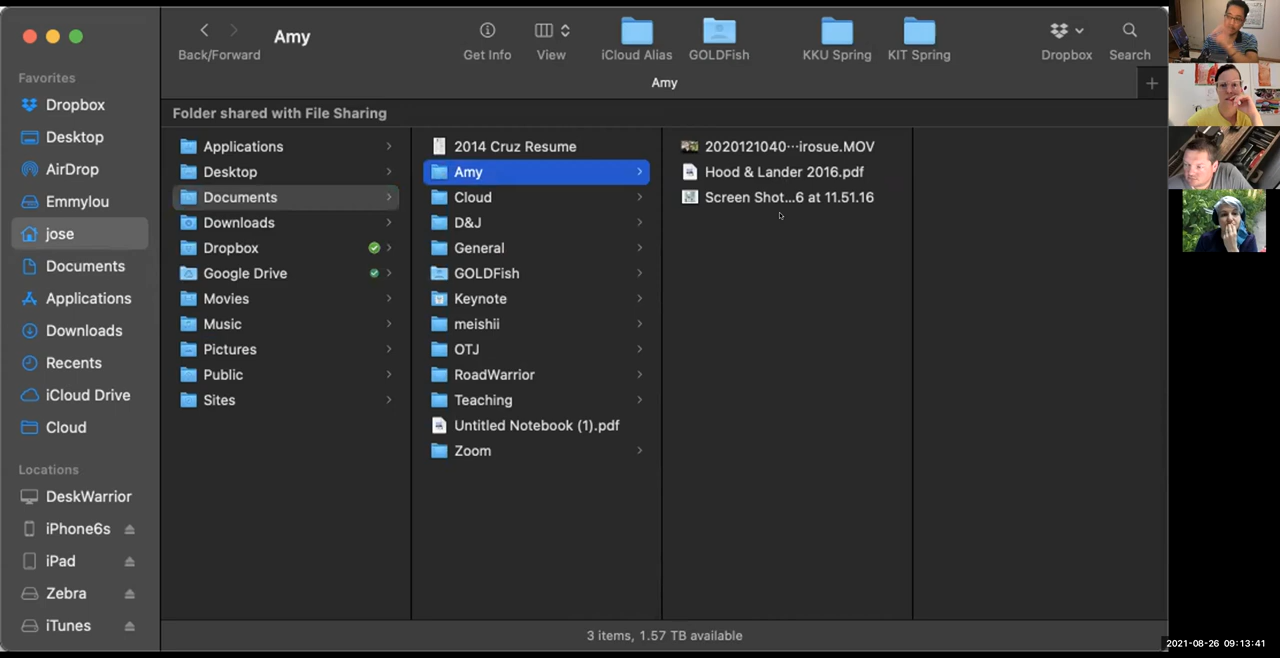 Amy
Back/Forward
Get Info
View
iCloud Alias
GOLDFish
KKU Spring
KIT Spring
Dropbox
Search
Amy
Folder shared with File Sharing
Favorites
Dropbox
Desktop
AirDrop
Emmylou
jose
Documents
Applications
Downloads
Recents
iCloud Drive
Cloud
Locations
DeskWarrior
iPhone6s
iPad
Zebra
iTunes
Applications
Desktop
Documents
Downloads
Dropbox
Google Drive
Movies
Music
Pictures
Public
Sites
2014 Cruz Resume
Amy
Cloud
D&J
General
GOLDFish
Keynote
meishii
OTJ
RoadWarrior
Teaching
Untitled Notebook (1).pdf
Zoom
2020121040···irosue.MOV
Hood & Lander 2016.pdf
Screen Shot...6 at 11.51.16
3 items, 1.57 TB available
2021-08-26 09:13:41